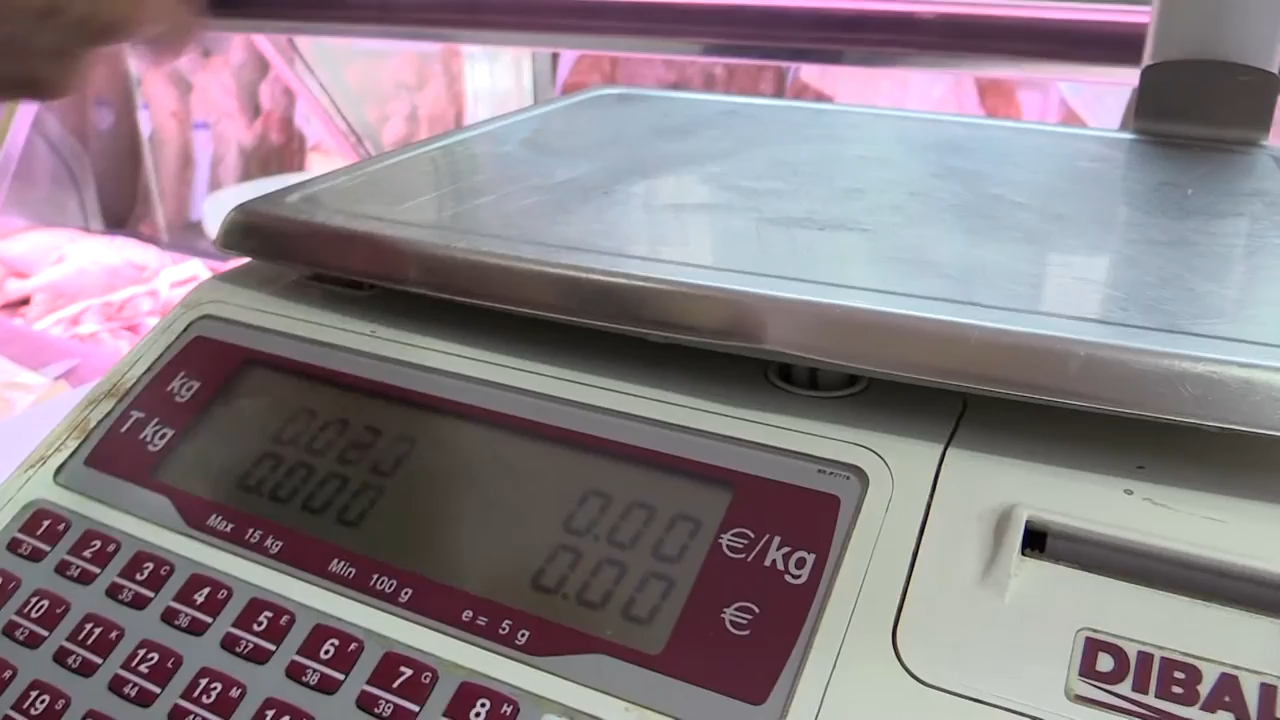 kg
T kg
0.020
0.000
0.00
0.00
€/kg
€
Max 15 kg
Min 100 g
e = 5 g
1 A 33
2 B 34
3 C 35
4 D 36
5 E 37
6 F 38
7 G 39
8 H
10 J 42
11 K 43
12 L 44
13 M
19 S
R
DIBAL